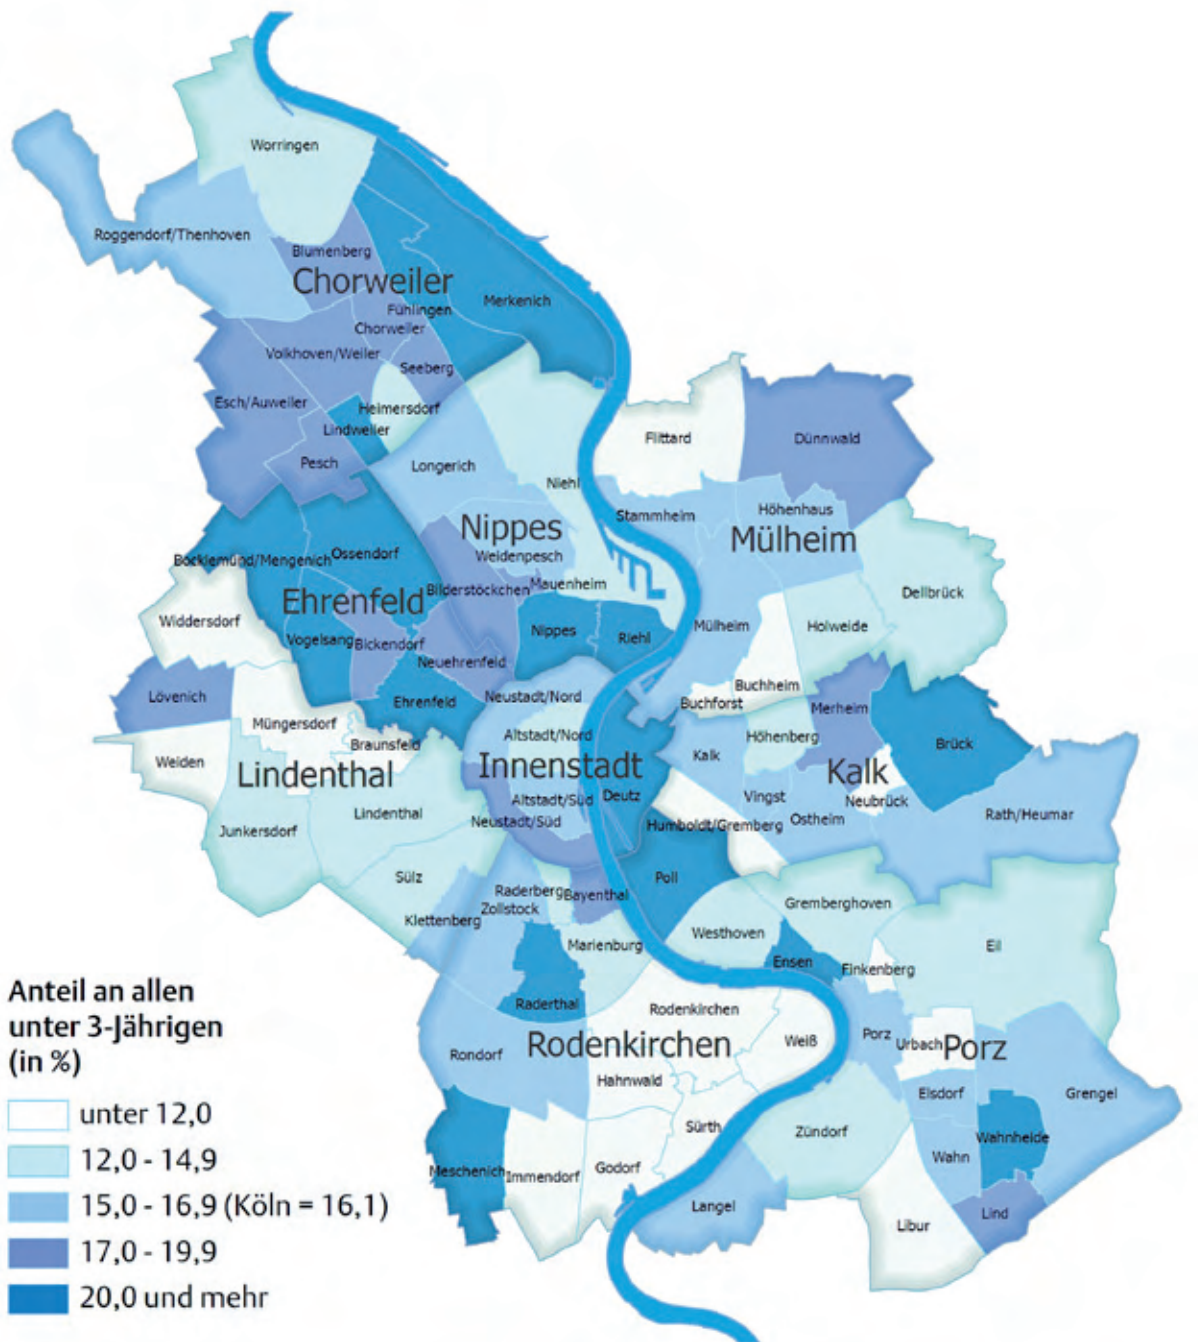 Worringen
Roggendorf/Thenhoven
Blumenberg
Chorweiler
Merkenich
Fühlingen
Chorweiler
Volkhoven/Weiler
Seeberg
Esch/Auweiler
Heimersdorf
Lindweiler
Pesch
Longerich
Flittard
Dünnwald
Niehl
Stammheim
Höhenhaus
Nippes
Mülheim
Weidenpesch
Bocklemünd/Mengenich
Ossendorf
Bilderstöckchen
Mauenheim
Dellbrück
Ehrenfeld
Widdersdorf
Vogelsang
Bickendorf
Nippes
Riehl
Mülheim
Holweide
Neuehrenfeld
Lövenich
Ehrenfeld
Neustadt/Nord
Buchforst
Buchheim
Merheim
Müngersdorf
Braunsfeld
Altstadt/Nord
Höhenberg
Brück
Weiden
Lindenthal
Innenstadt
Kalk
Kalk
Altstadt/Süd
Deutz
Vingst
Neubrück
Junkersdorf
Lindenthal
Neustadt/Süd
Humboldt/Gremberg
Ostheim
Rath/Heumar
Sülz
Raderberg
Bayenthal
Poll
Klettenberg
Zollstock
Gremberghoven
Marienburg
Westhoven
Eil
Ensen
Finkenberg
Raderthal
Rodenkirchen
Rondorf
Rodenkirchen
Weiß
Porz
Urbach
Porz
Hahnwald
Elsdorf
Grengel
Sürth
Zündorf
Wahnheide
Meschenich
Immendorf
Godorf
Wahn
Langel
Libur
Lind
Anteil an allen
unter 3-Jährigen
(in %)
unter 12,0
12,0 - 14,9
15,0 - 16,9 (Köln = 16,1)
17,0 - 19,9
20,0 und mehr